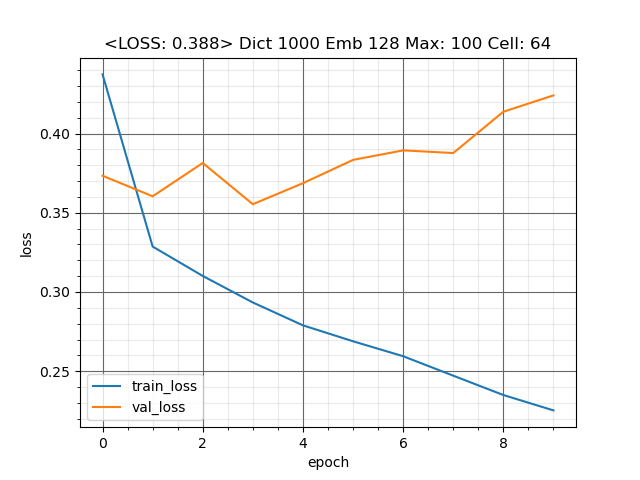 <LOSS: 0.388> Dict 1000 Emb 128 Max: 100 Cell: 64
0.40
0.35
0.30
0.25
loss
train_loss
val_loss
0 2 4 6 8
epoch